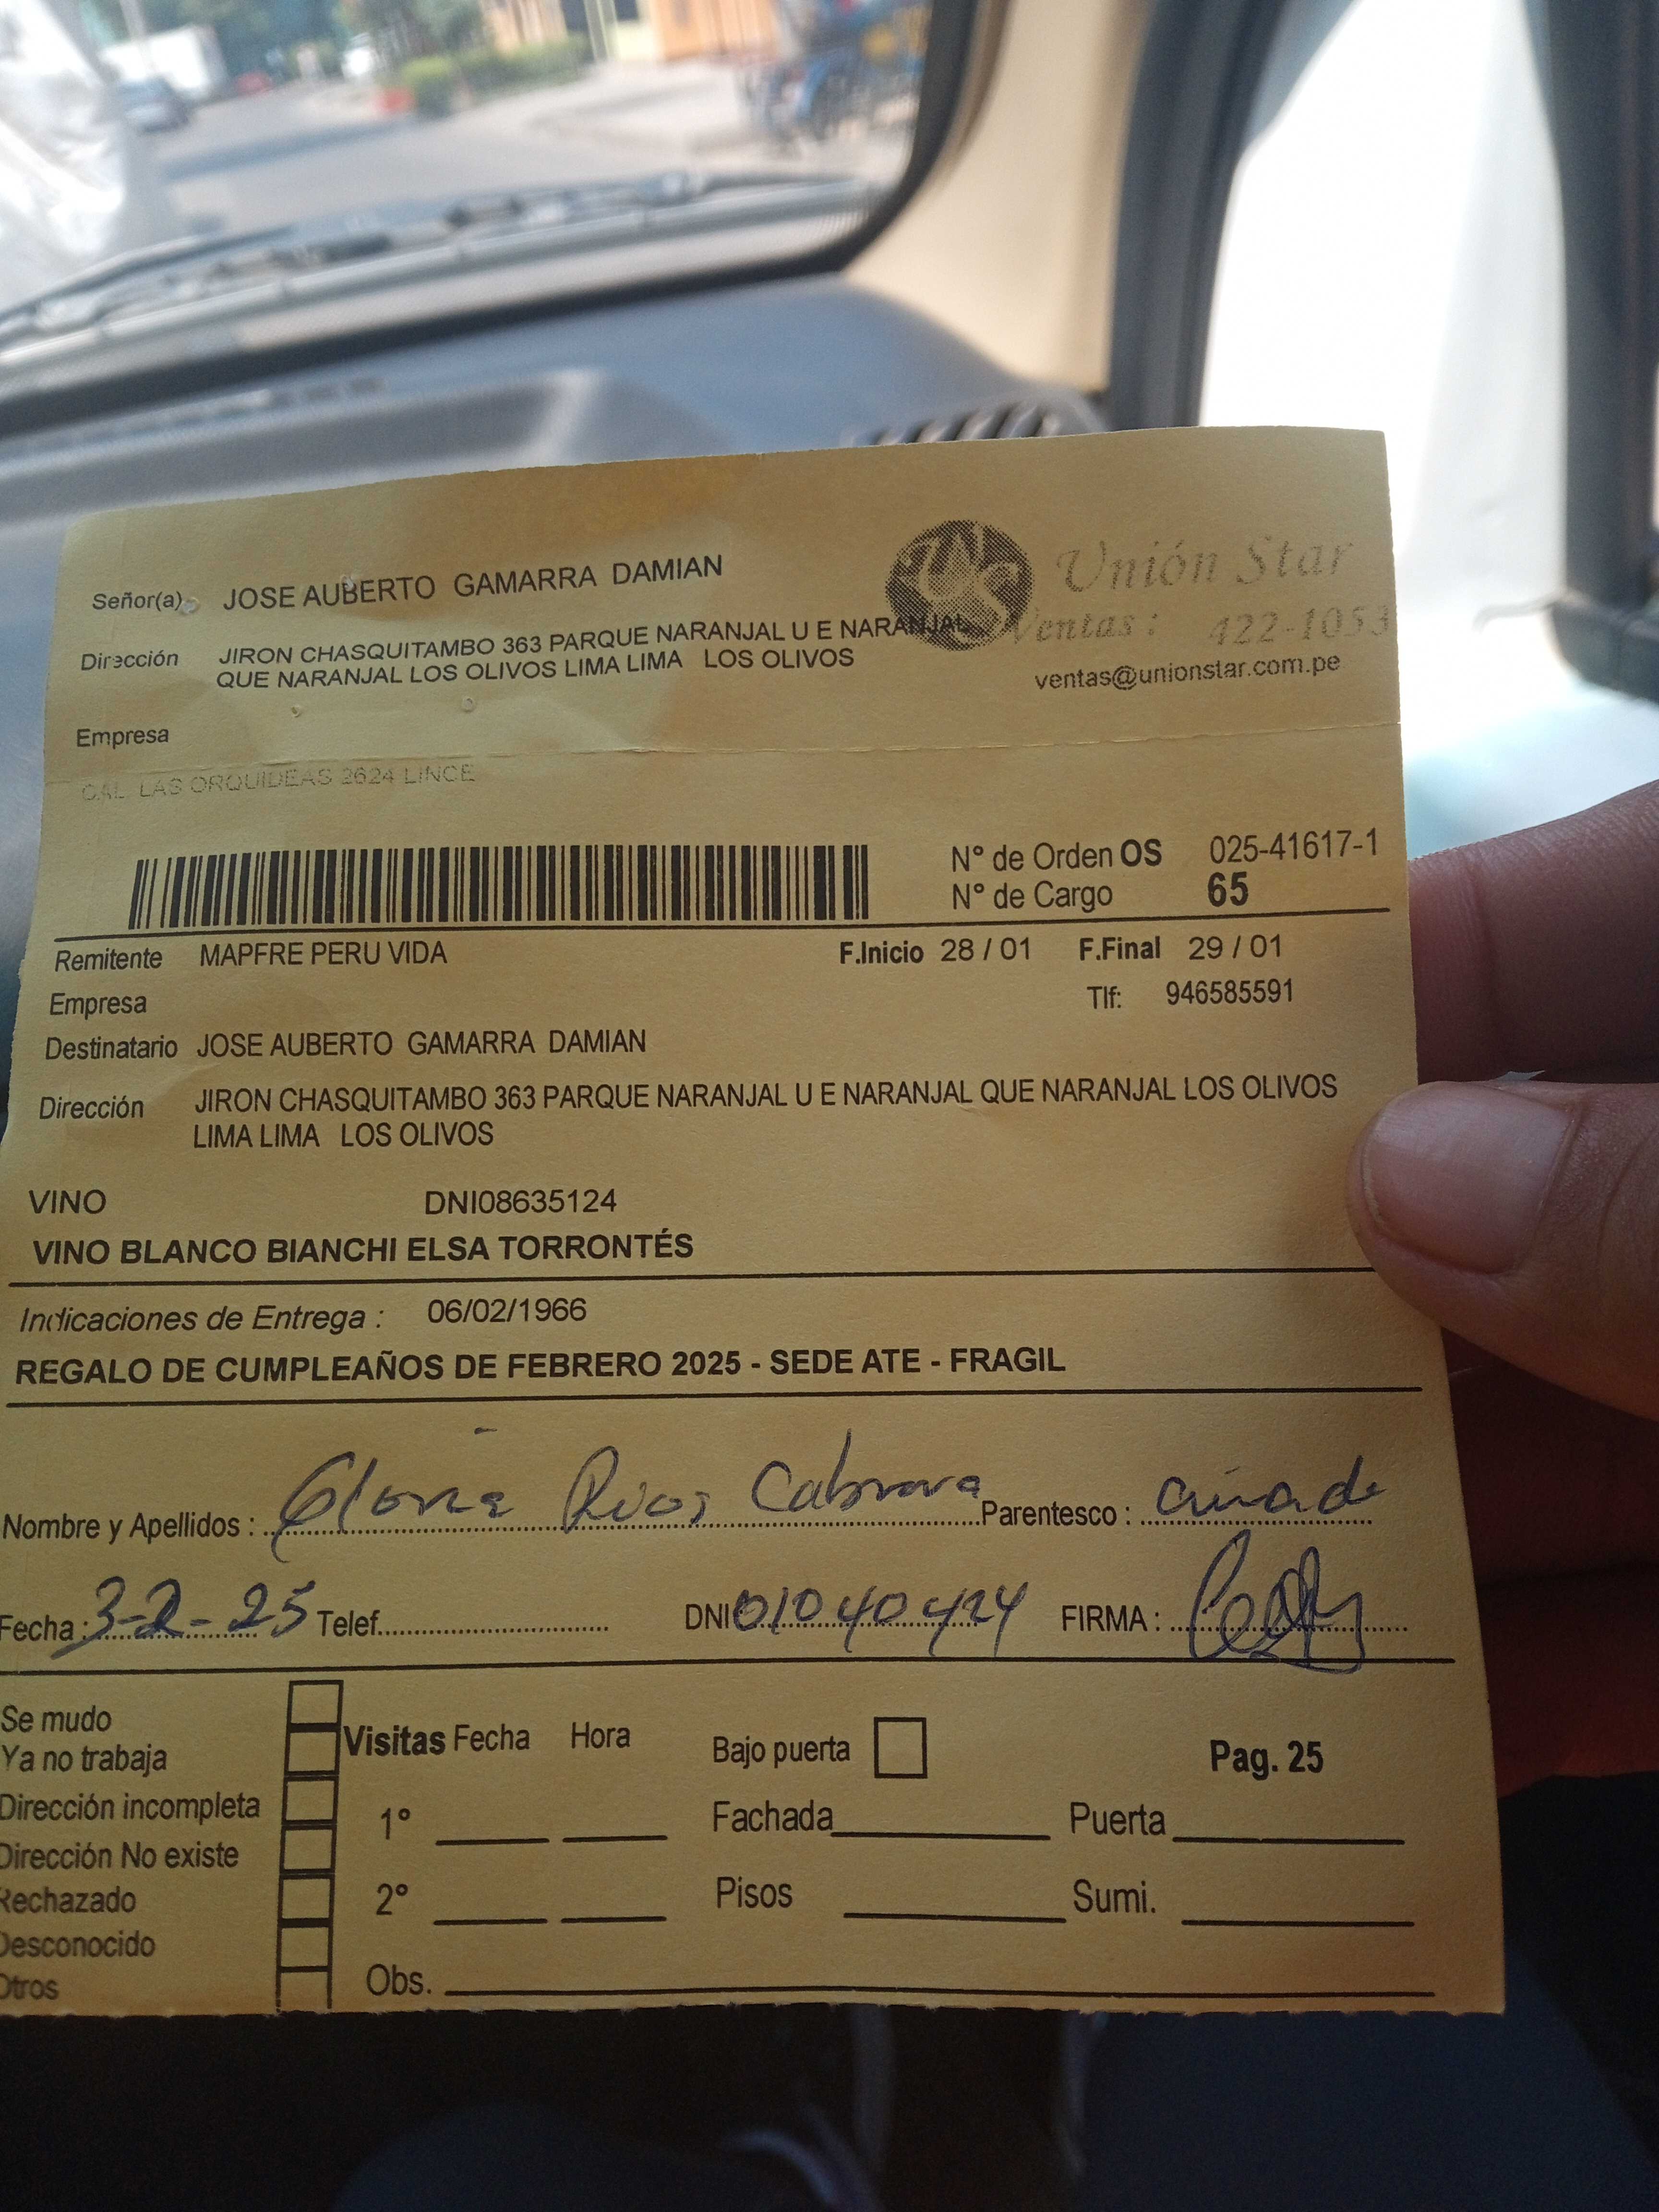 Señor(a) JOSE AUBERTO GAMARRA DAMIAN
Unión Star
Ventas : 422-1053
ventas@unionstar.com.pe
Dirección JIRON CHASQUITAMBO 363 PARQUE NARANJAL U E NARANJAL
QUE NARANJAL LOS OLIVOS LIMA LIMA LOS OLIVOS
Empresa
CAL. LAS ORQUIDEAS 2624 LINCE
N° de Orden OS 025-41617-1
N° de Cargo 65
Remitente MAPFRE PERU VIDA F.Inicio 28 / 01 F.Final 29 / 01
Empresa Tlf: 946585591
Destinatario JOSE AUBERTO GAMARRA DAMIAN
Dirección JIRON CHASQUITAMBO 363 PARQUE NARANJAL U E NARANJAL QUE NARANJAL LOS OLIVOS
LIMA LIMA LOS OLIVOS
VINO DNI08635124
VINO BLANCO BIANCHI ELSA TORRONTÉS
Indicaciones de Entrega : 06/02/1966
REGALO DE CUMPLEAÑOS DE FEBRERO 2025 - SEDE ATE - FRAGIL
Nombre y Apellidos : Gloria Rios Cabrera Parentesco :
Fecha : 3-2-25 Telef. DNI 01040424 FIRMA :
Se mudo
Ya no trabaja
Dirección incompleta
Dirección No existe
Rechazado
Desconocido
Otros
Visitas Fecha Hora
1°
2°
Obs.
Bajo puerta Pag. 25
Fachada Puerta
Pisos Sumi.